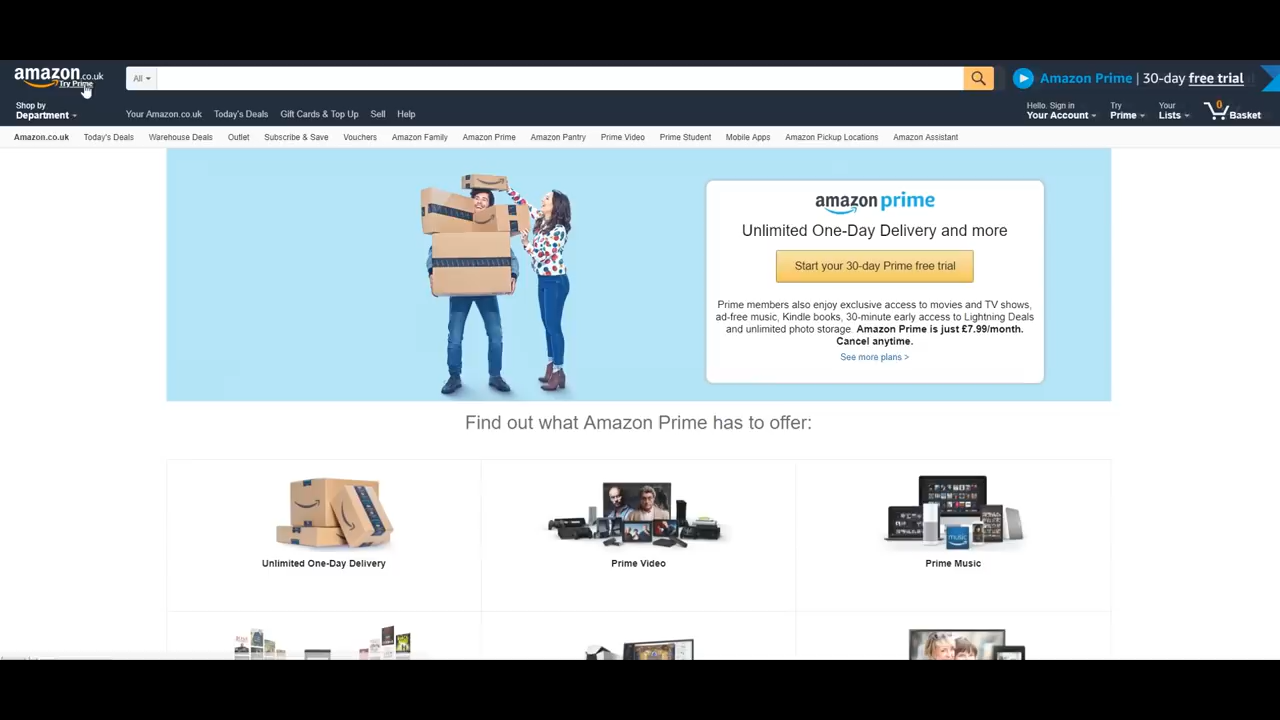 amazon.co.uk
Try Prime
All
Amazon Prime | 30-day free trial
Shop by
Department
Your Amazon.co.uk Today's Deals Gift Cards & Top Up Sell Help
Hello. Sign in
Your Account
Try
Prime
Your
Lists
0
Basket
Amazon.co.uk Today's Deals Warehouse Deals Outlet Subscribe & Save Vouchers Amazon Family Amazon Prime Amazon Pantry Prime Video Prime Student Mobile Apps Amazon Pickup Locations Amazon Assistant
amazon prime
Unlimited One-Day Delivery and more
Start your 30-day Prime free trial
Prime members also enjoy exclusive access to movies and TV shows,
ad-free music, Kindle books, 30-minute early access to Lightning Deals
and unlimited photo storage. Amazon Prime is just £7.99/month.
Cancel anytime.
See more plans >
Find out what Amazon Prime has to offer:
music
Unlimited One-Day Delivery
Prime Video
Prime Music